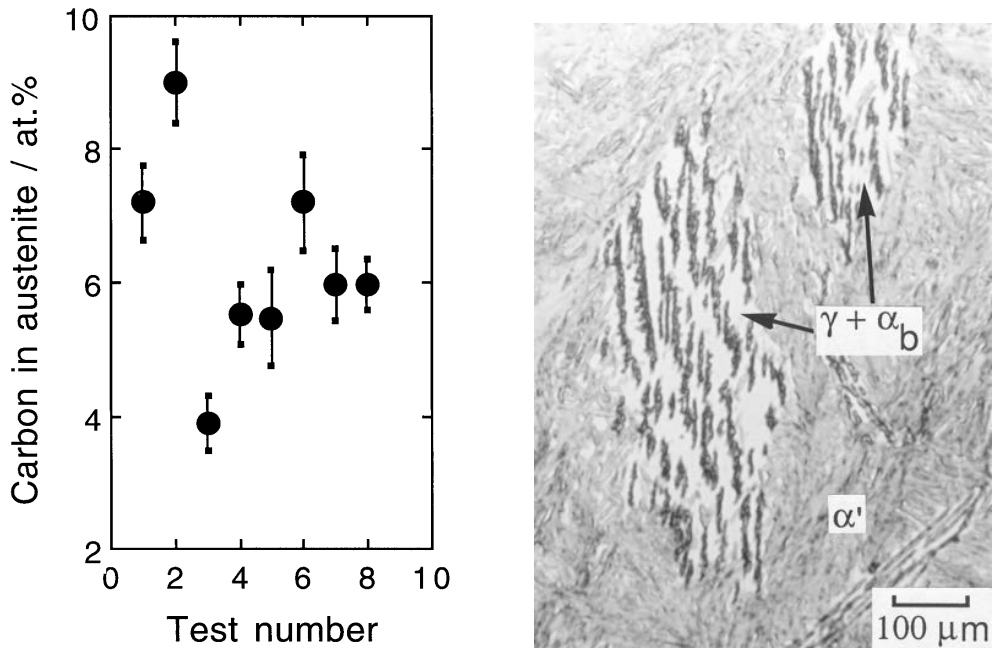 Carbon in austenite / at.%
10
8
6
4
2
0 2 4 6 8 10
Test number
γ + αb
α'
100 μm